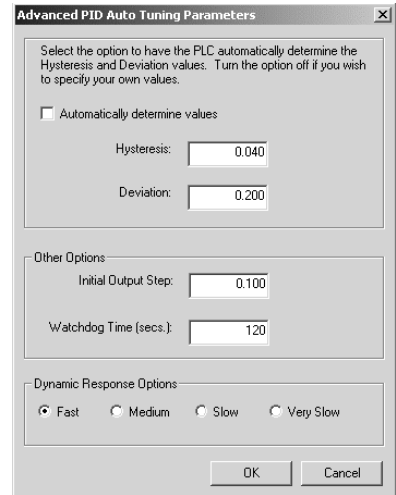 Advanced PID Auto Tuning Parameters
Select the option to have the PLC automatically determine the
Hysteresis and Deviation values. Turn the option off if you wish
to specify your own values.
Automatically determine values
Hysteresis: 0.040
Deviation: 0.200
Other Options
Initial Output Step: 0.100
Watchdog Time (secs.): 120
Dynamic Response Options
Fast Medium Slow Very Slow
OK Cancel